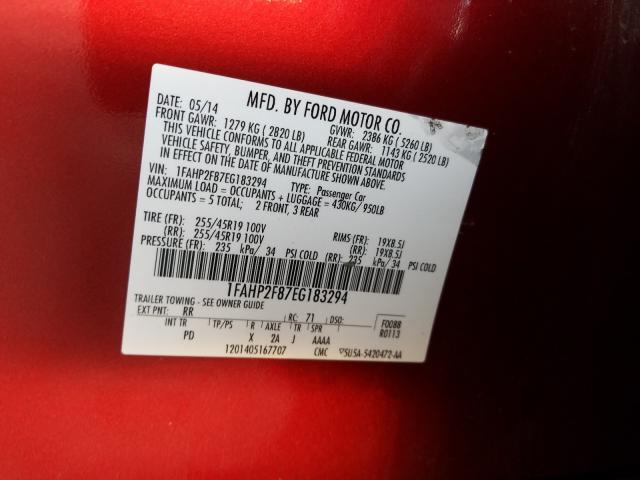 MFD. BY FORD MOTOR CO.
DATE: 05/14 GVWR: 2386 KG ( 5260 LB)
FRONT GAWR: 1279 KG ( 2820 LB) REAR GAWR: 1143 KG ( 2520 LB)
THIS VEHICLE CONFORMS TO ALL APPLICABLE FEDERAL MOTOR
VEHICLE SAFETY, BUMPER, AND THEFT PREVENTION STANDARDS
IN EFFECT ON THE DATE OF MANUFACTURE SHOWN ABOVE.
VIN: 1FAHP2F87EG183294 TYPE: Passenger Car
MAXIMUM LOAD = OCCUPANTS + LUGGAGE = 430KG/ 950LB
OCCUPANTS = 5 TOTAL; 2 FRONT, 3 REAR
TIRE (FR): 255/45R19 100V RIMS (FR): 19X8.5J
(RR): 255/45R19 100V (RR): 19X8.5J
PRESSURE (FR): 235 kPa/ 34 PSI COLD (RR): 235 kPa/ 34 PSI COLD
1FAHP2F87EG183294
TRAILER TOWING - SEE OWNER GUIDE
EXT PNT: RR RC: 71 DSO: F0088
INT TR TP/PS R AXLE TR SPR R0113
PD X 2A J AAAA
1201405167707 CMC 5U5A-5420472-AA